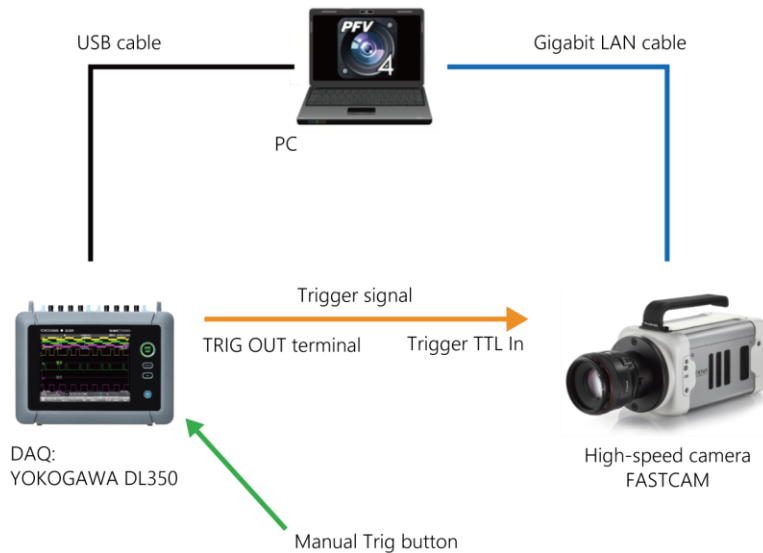 USB cable
PFV
4
Gigabit LAN cable
PC
Trigger signal
TRIG OUT terminal
Trigger TTL In
DAQ:
YOKOGAWA DL350
High-speed camera
FASTCAM
Manual Trig button